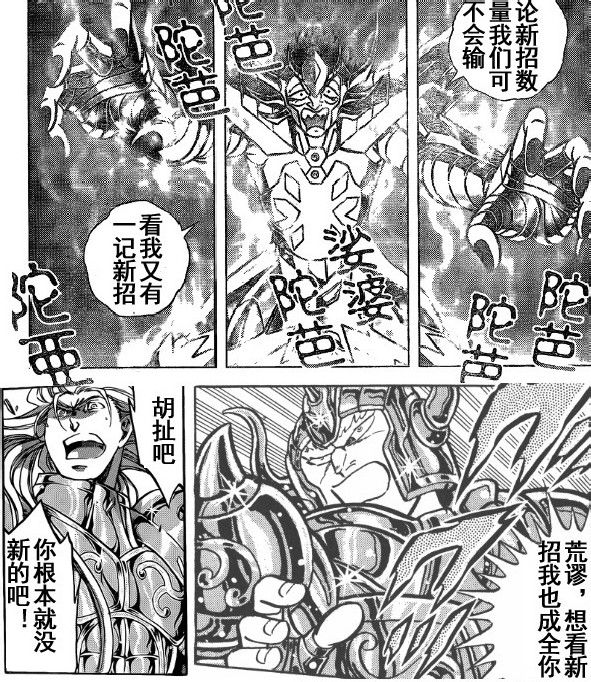 论新招数
量我们可
不会输
陀芭
陀芭
陀芭
娑婆
陀芭
陀芭
看我又有
一记新招
陀亜
荒谬，想看新
招我也成全你
胡扯吧
你根本就没
新的吧！